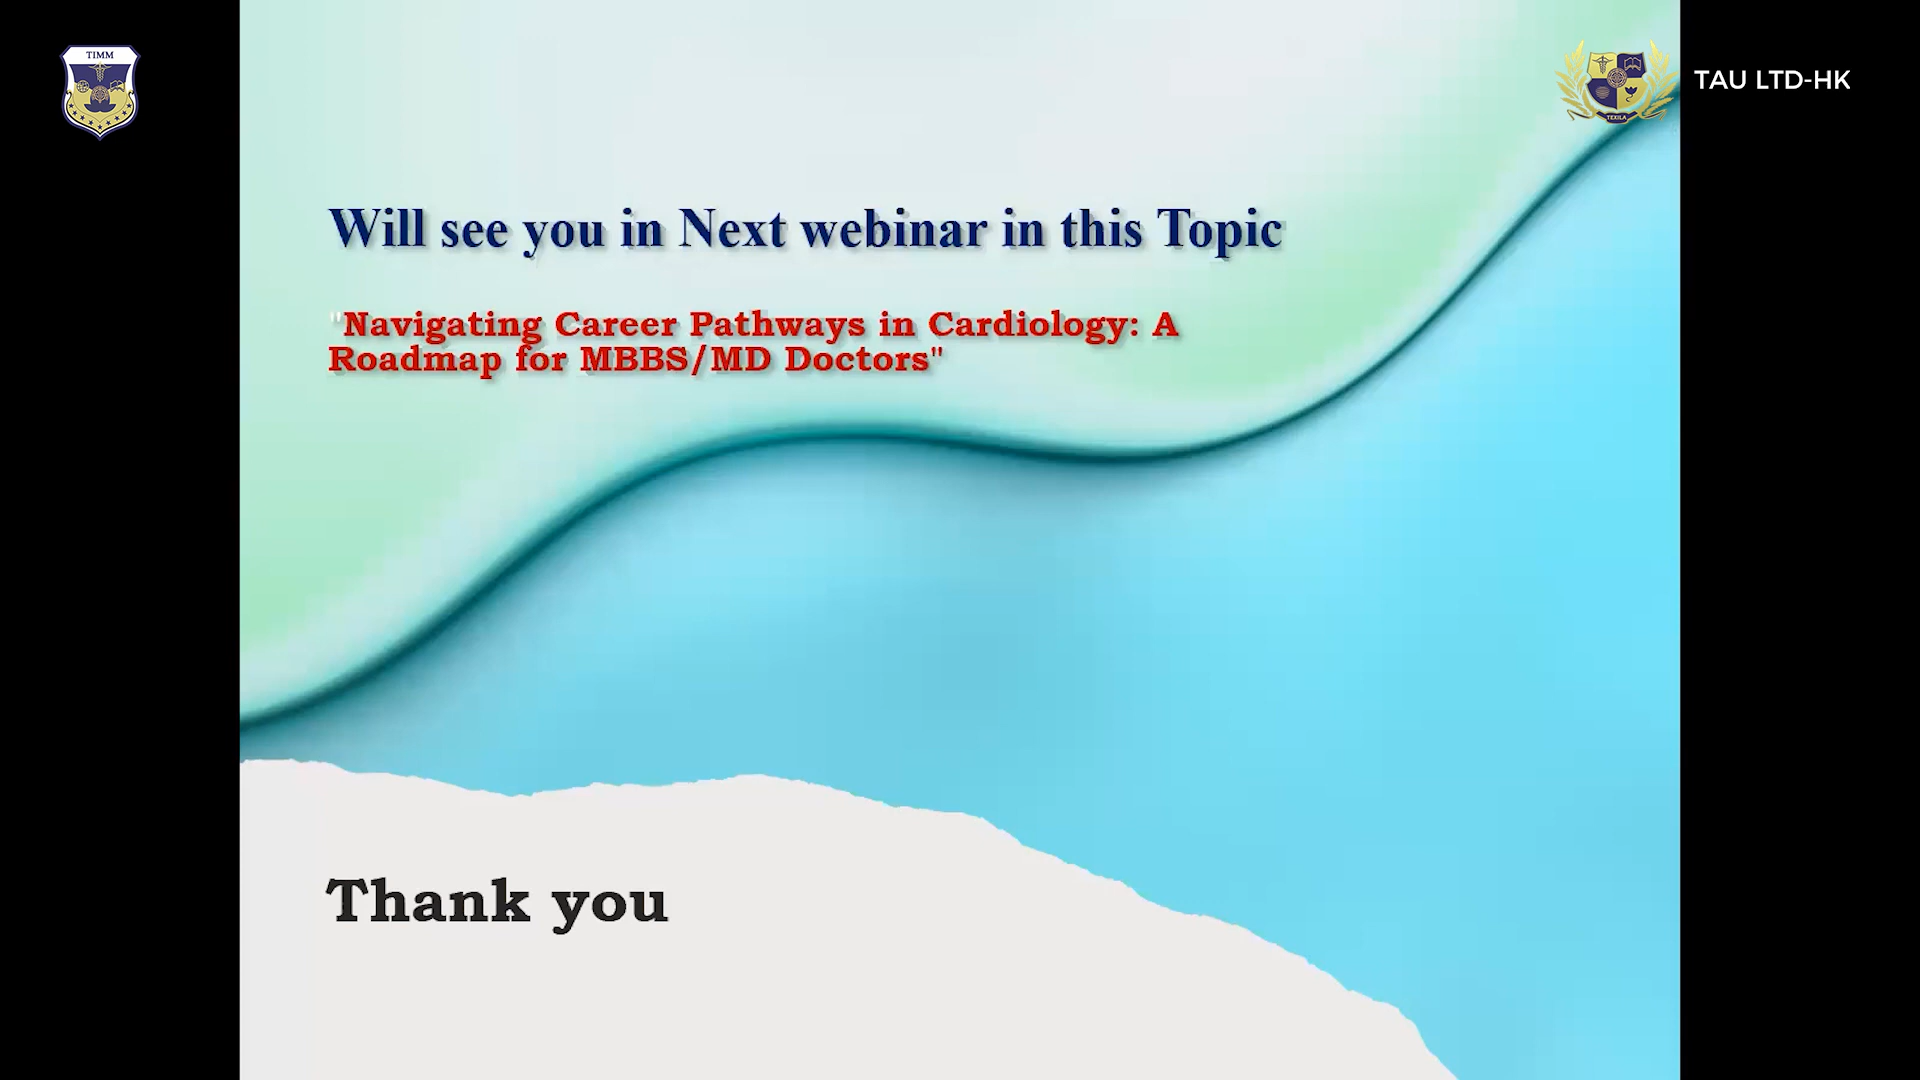 TIMM
TEXILA
TAU LTD-HK
Will see you in Next webinar in this Topic
"Navigating Career Pathways in Cardiology: A
Roadmap for MBBS/MD Doctors"
Thank you